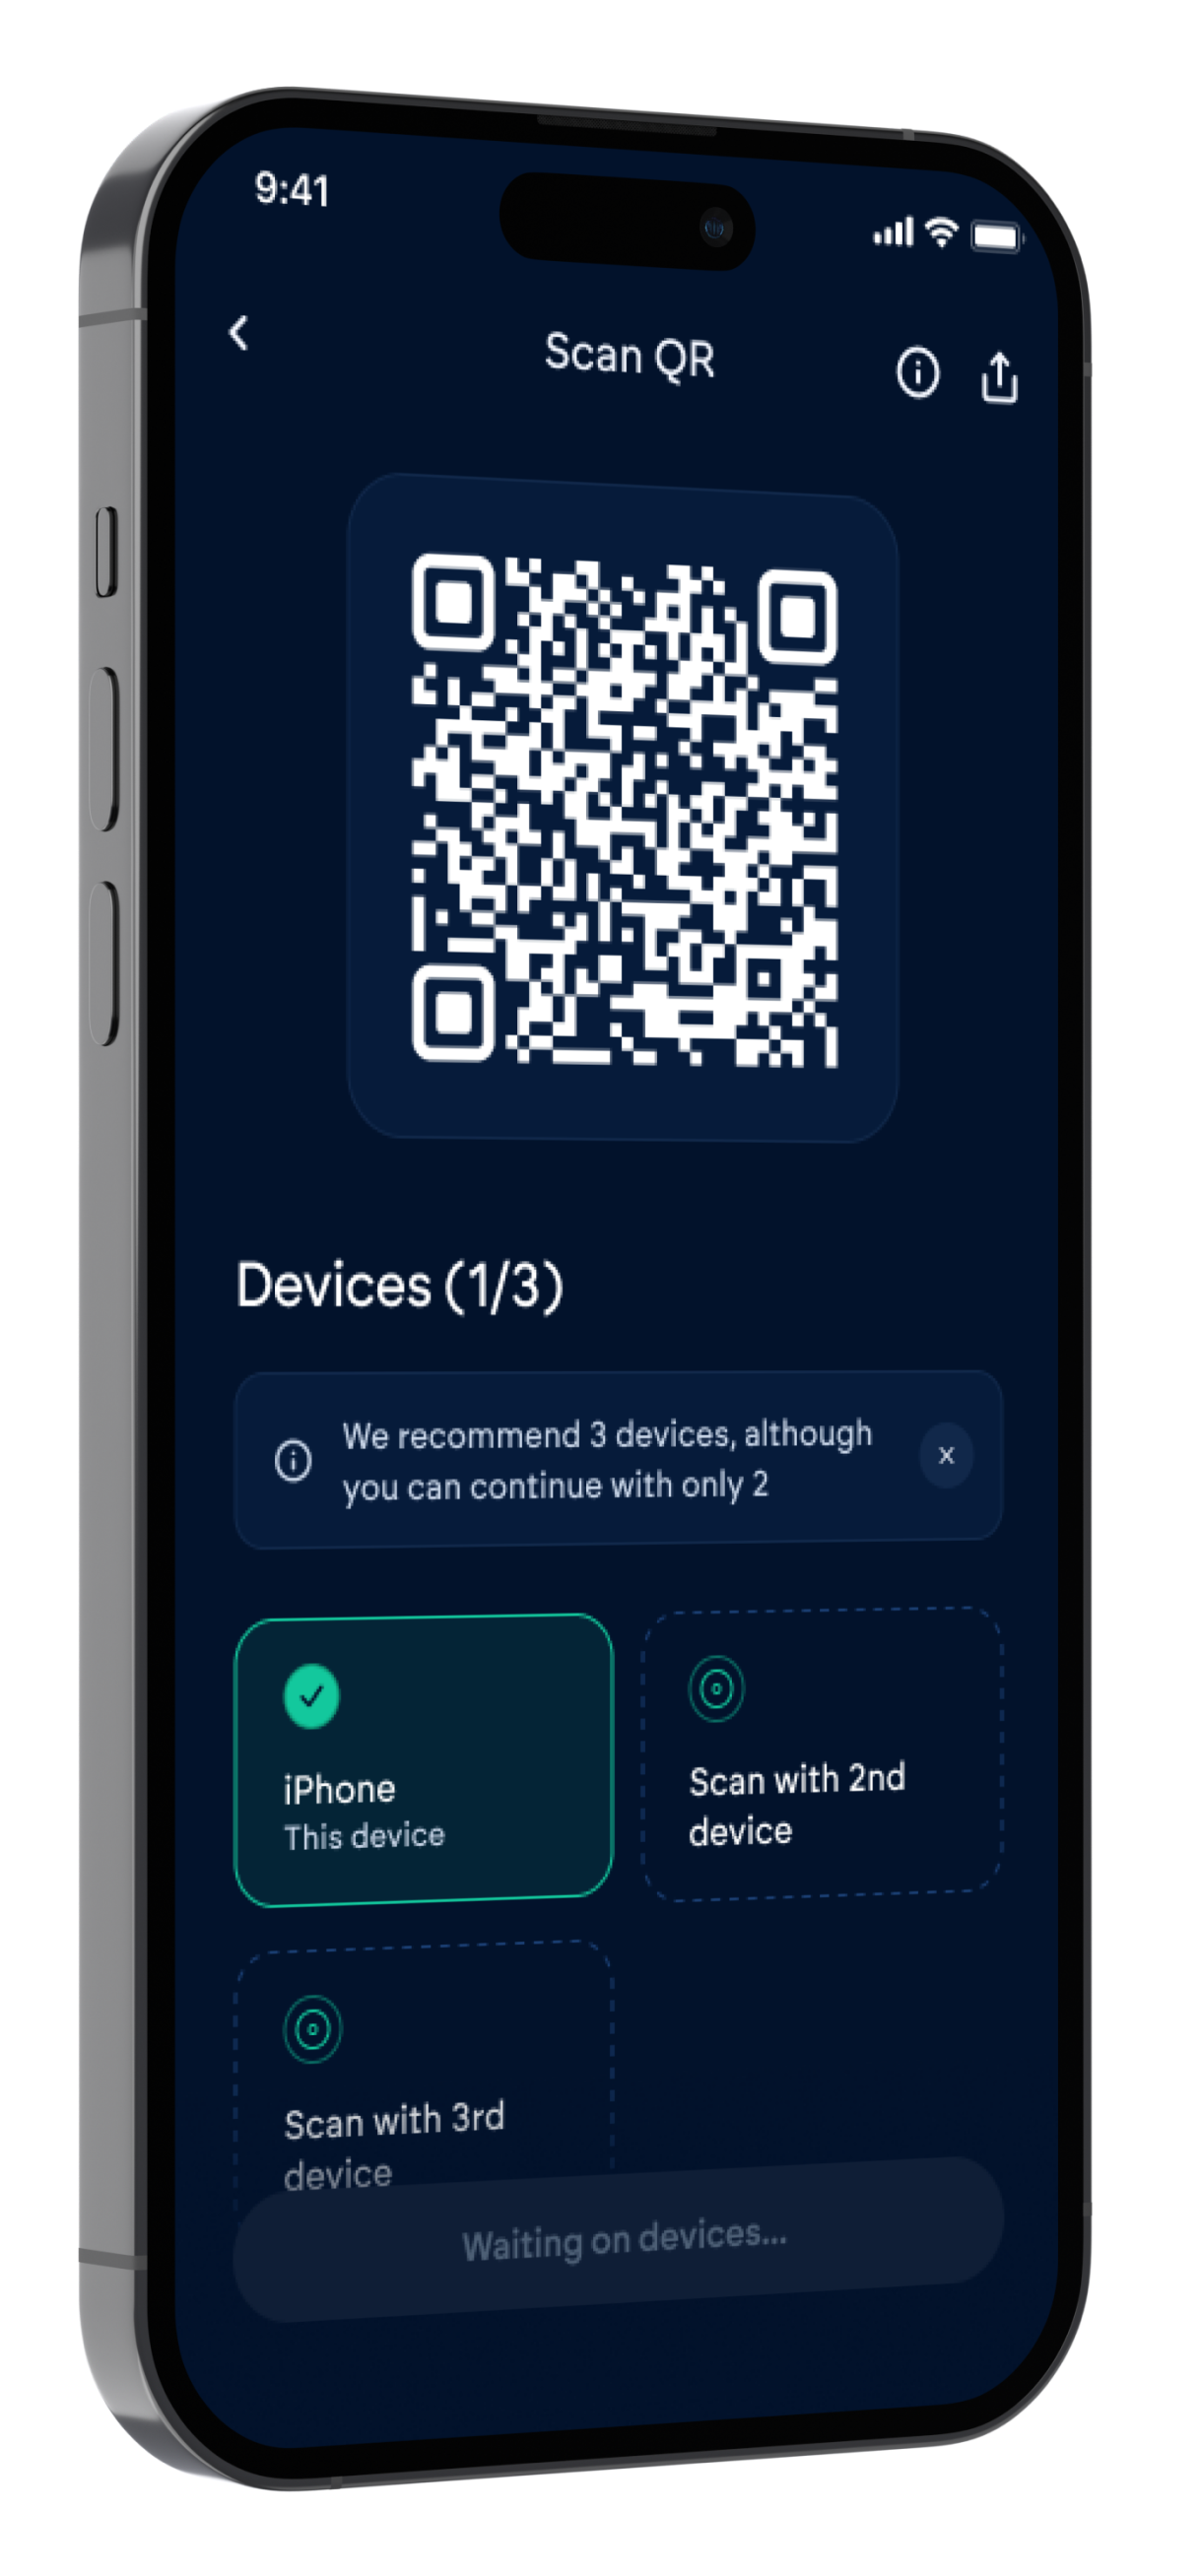 9:41
Scan QR
Devices (1/3)
We recommend 3 devices, although
you can continue with only 2
iPhone
This device
Scan with 2nd
device
Scan with 3rd
device
Waiting on devices...